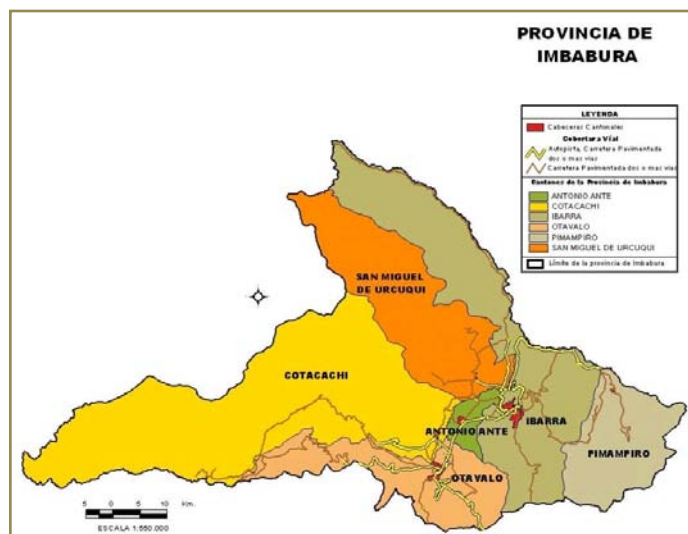 PROVINCIA DE
IMBABURA
LEYENDA
Cabeceras Cantonales
Cobertura Vial
Autopista, Carretera Pavimentada
dos o mas vias
Carretera Pavimentada dos o mas vias
Cantones de la Provincia de Imbabura
ANTONIO ANTE
COTACACHI
IBARRA
OTAVALO
PIMAMPIRO
SAN MIGUEL DE URCUQUI
Límite de la provincia de Imbabura
SAN MIGUEL
DE URCUQUI
COTACACHI
ANTONIO ANTE
IBARRA
PIMAMPIRO
OTAVALO
5 0 5 10 Km.
ESCALA 1:550.000